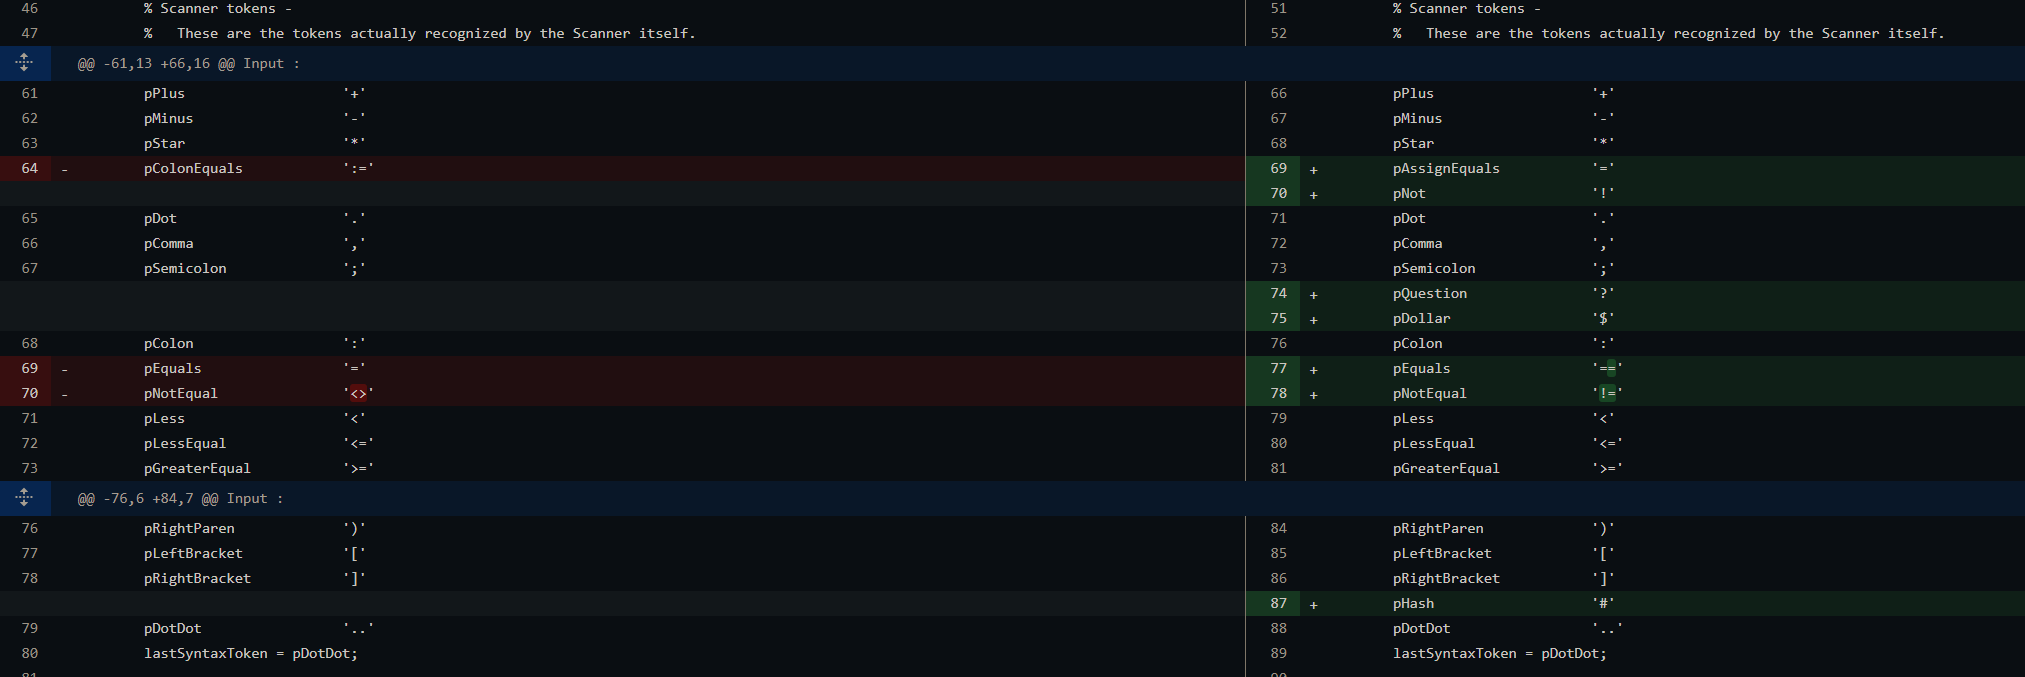 46 % Scanner tokens -
47 %   These are the tokens actually recognized by the Scanner itself.
@@ -61,13 +66,16 @@ Input :
61 pPlus '+'
62 pMinus '-'
63 pStar '*'
64 - pColonEquals ':='
65 pDot '.'
66 pComma ','
67 pSemicolon ';'
68 pColon ':'
69 - pEquals '='
70 - pNotEqual '<>'
71 pLess '<'
72 pLessEqual '<='
73 pGreaterEqual '>='
@@ -76,6 +84,7 @@ Input :
76 pRightParen ')'
77 pLeftBracket '['
78 pRightBracket ']'
79 pDotDot '..'
80 lastSyntaxToken = pDotDot;
51 % Scanner tokens -
52 %   These are the tokens actually recognized by the Scanner itself.
66 pPlus '+'
67 pMinus '-'
68 pStar '*'
69 + pAssignEquals '='
70 + pNot '!'
71 pDot '.'
72 pComma ','
73 pSemicolon ';'
74 + pQuestion '?'
75 + pDollar '$'
76 pColon ':'
77 + pEquals '=='
78 + pNotEqual '!='
79 pLess '<'
80 pLessEqual '<='
81 pGreaterEqual '>='
84 pRightParen ')'
85 pLeftBracket '['
86 pRightBracket ']'
87 + pHash '#'
88 pDotDot '..'
89 lastSyntaxToken = pDotDot;